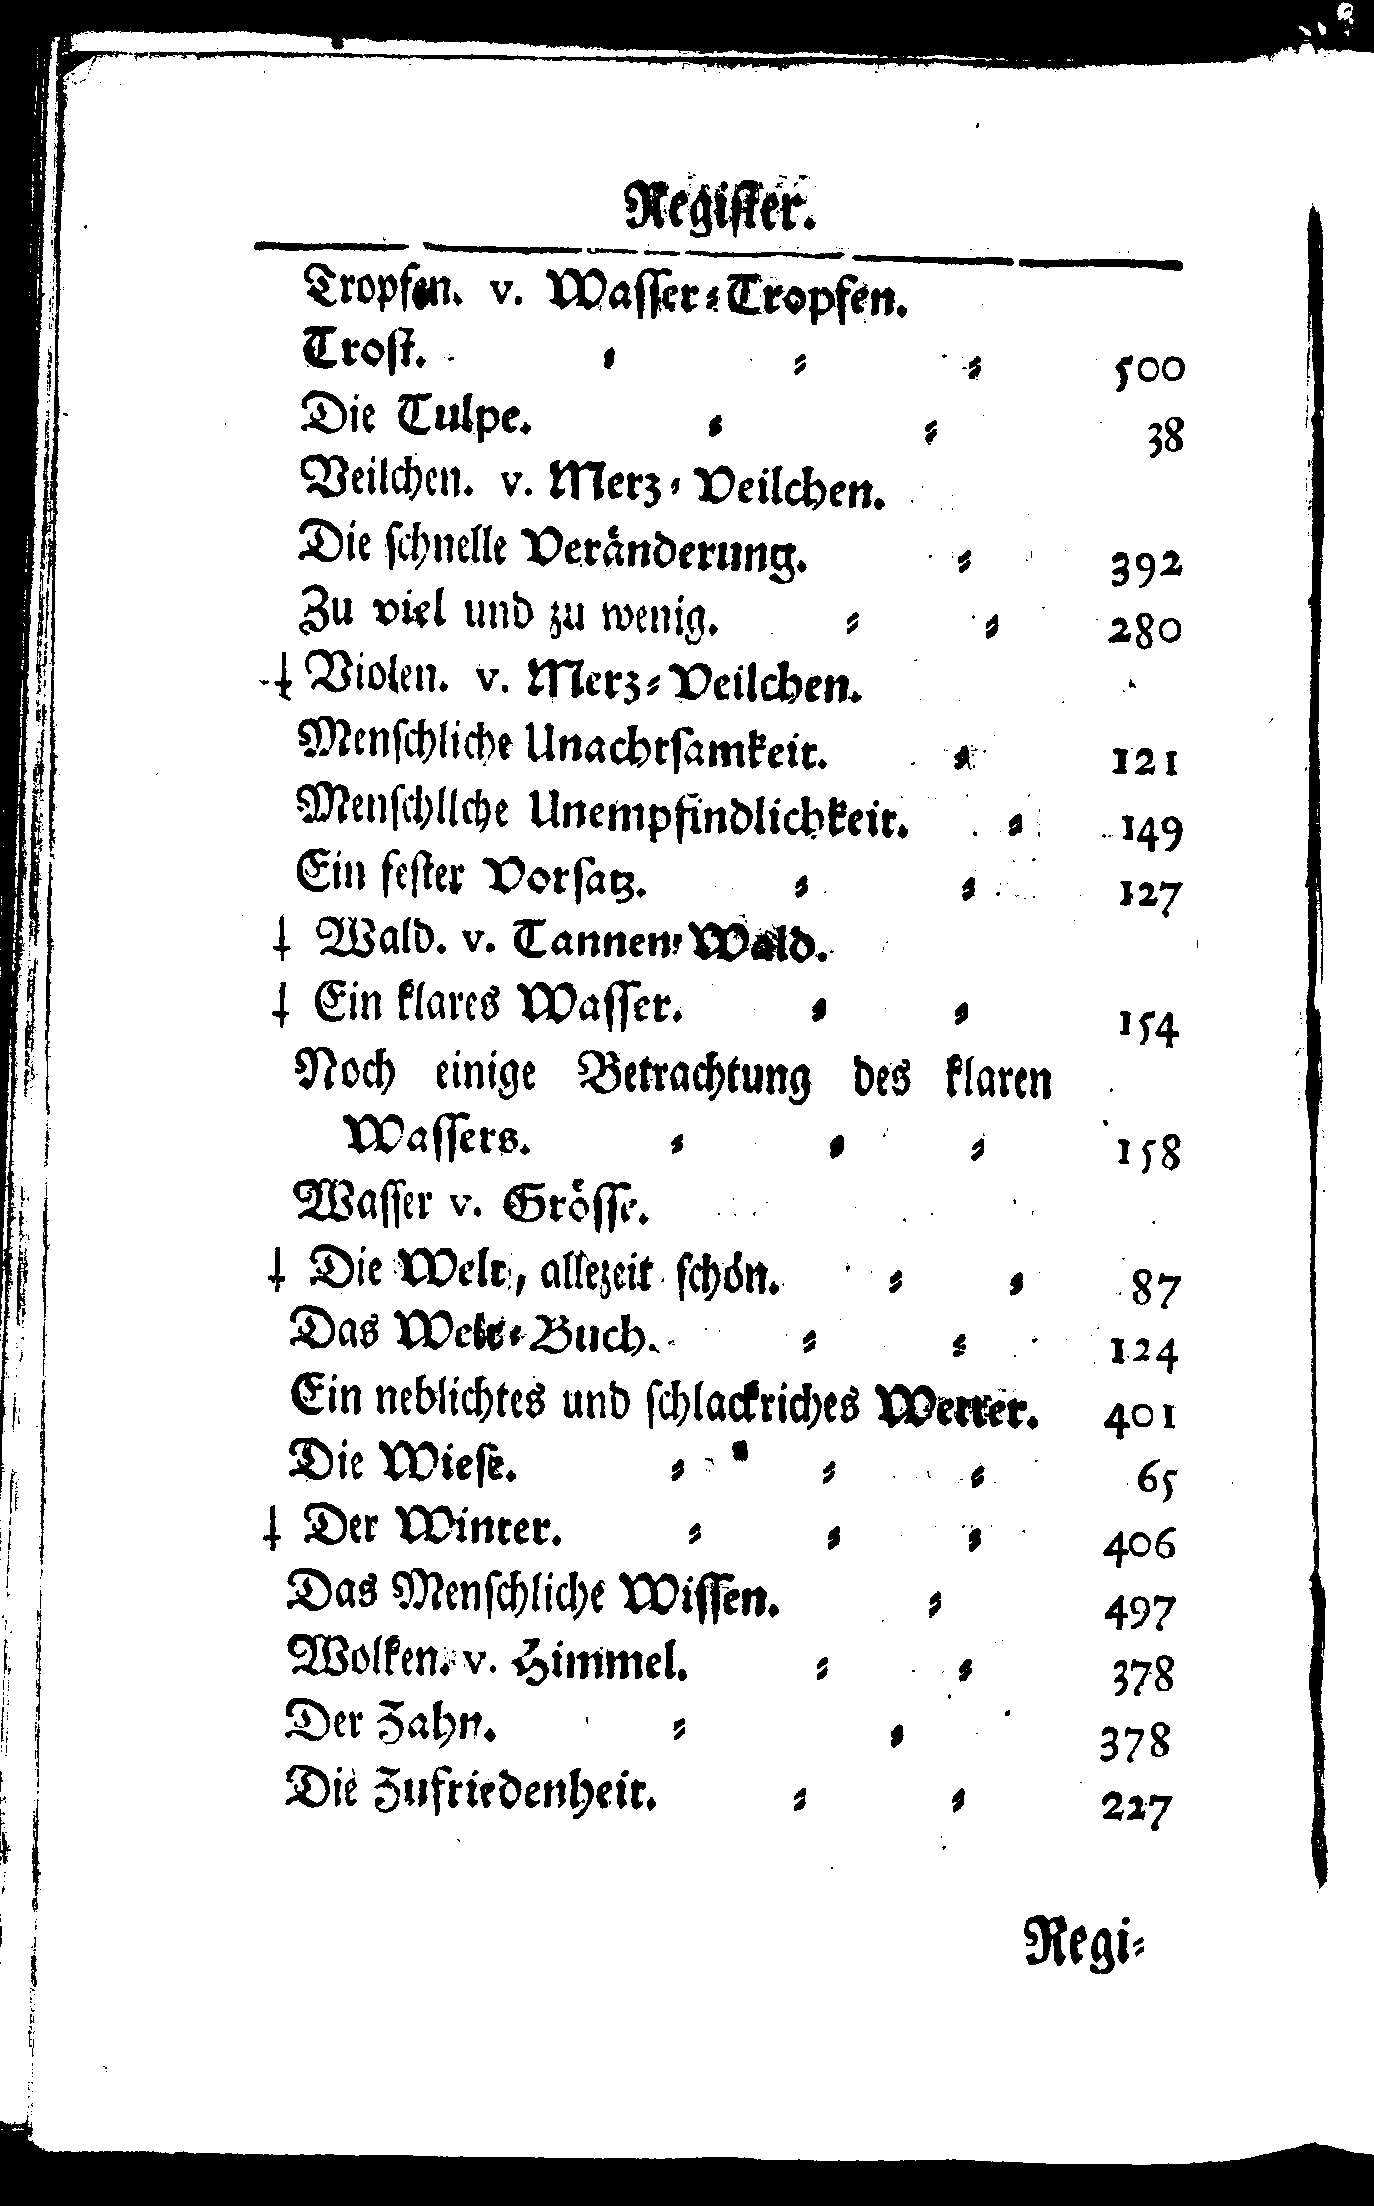 Regiſter.
Tropfen. v. Waſſer⸗Tropfen.
Troſt. ⸗ ⸗ ⸗ 500
Die Tulpe. ⸗ ⸗ 38
Veilchen. v. Merz⸗Veilchen.
Die ſchnelle Veränderung. ⸗ 392
Zu viel und zu wenig. ⸗ ⸗ 280
† Violen. v. Merz⸗Veilchen.
Menſchliche Unachtſamkeit. ⸗ 121
Menſchliche Unempfindlichkeit. ⸗ 149
Ein feſter Vorſatz. ⸗ ⸗ 127
† Wald. v. Tannen⸗Wald.
† Ein klares Waſſer. ⸗ ⸗ 154
Noch einige Betrachtung des klaren
Waſſers. ⸗ ⸗ ⸗ 158
Waſſer v. Gröſſe.
† Die Welt, allezeit ſchön. ⸗ ⸗ 87
Das Welt⸗Buch. ⸗ ⸗ 124
Ein neblichtes und ſchlackriches Wetter. 401
Die Wieſe. ⸗ ⸗ ⸗ 65
† Der Winter. ⸗ ⸗ ⸗ 406
Das Menſchliche Wiſſen. ⸗ 497
Wolken. v. Himmel. ⸗ ⸗ 378
Der Zahn. ⸗ ⸗ 378
Die Zufriedenheit. ⸗ ⸗ 227
Regi⸗